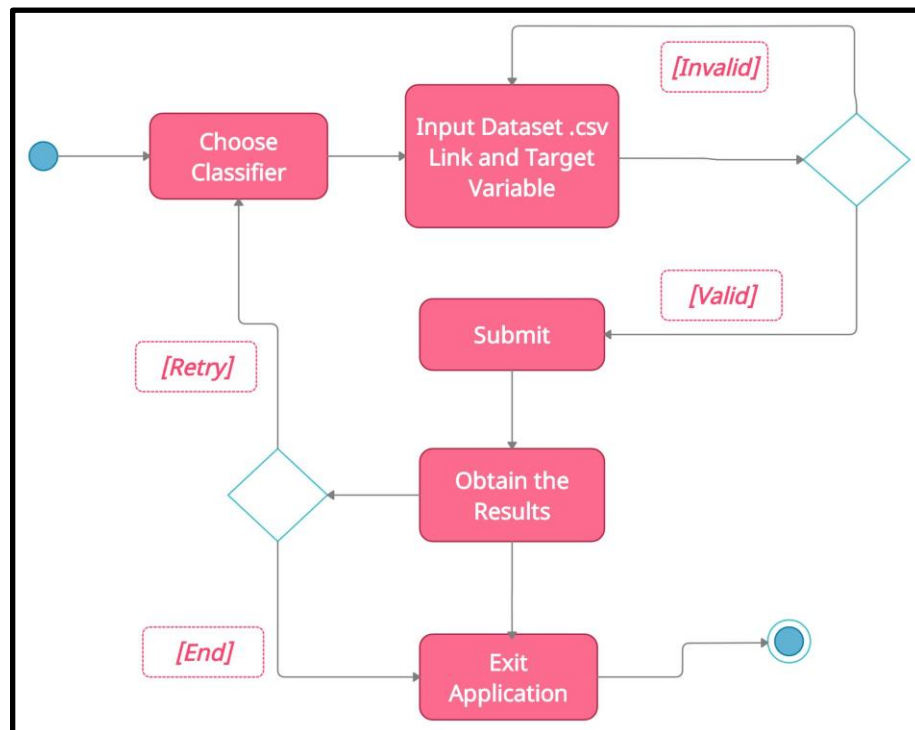 [Invalid]
Choose
Classifier
Input Dataset .csv
Link and Target
Variable
[Valid]
Submit
[Retry]
Obtain the
Results
[End]
Exit
Application